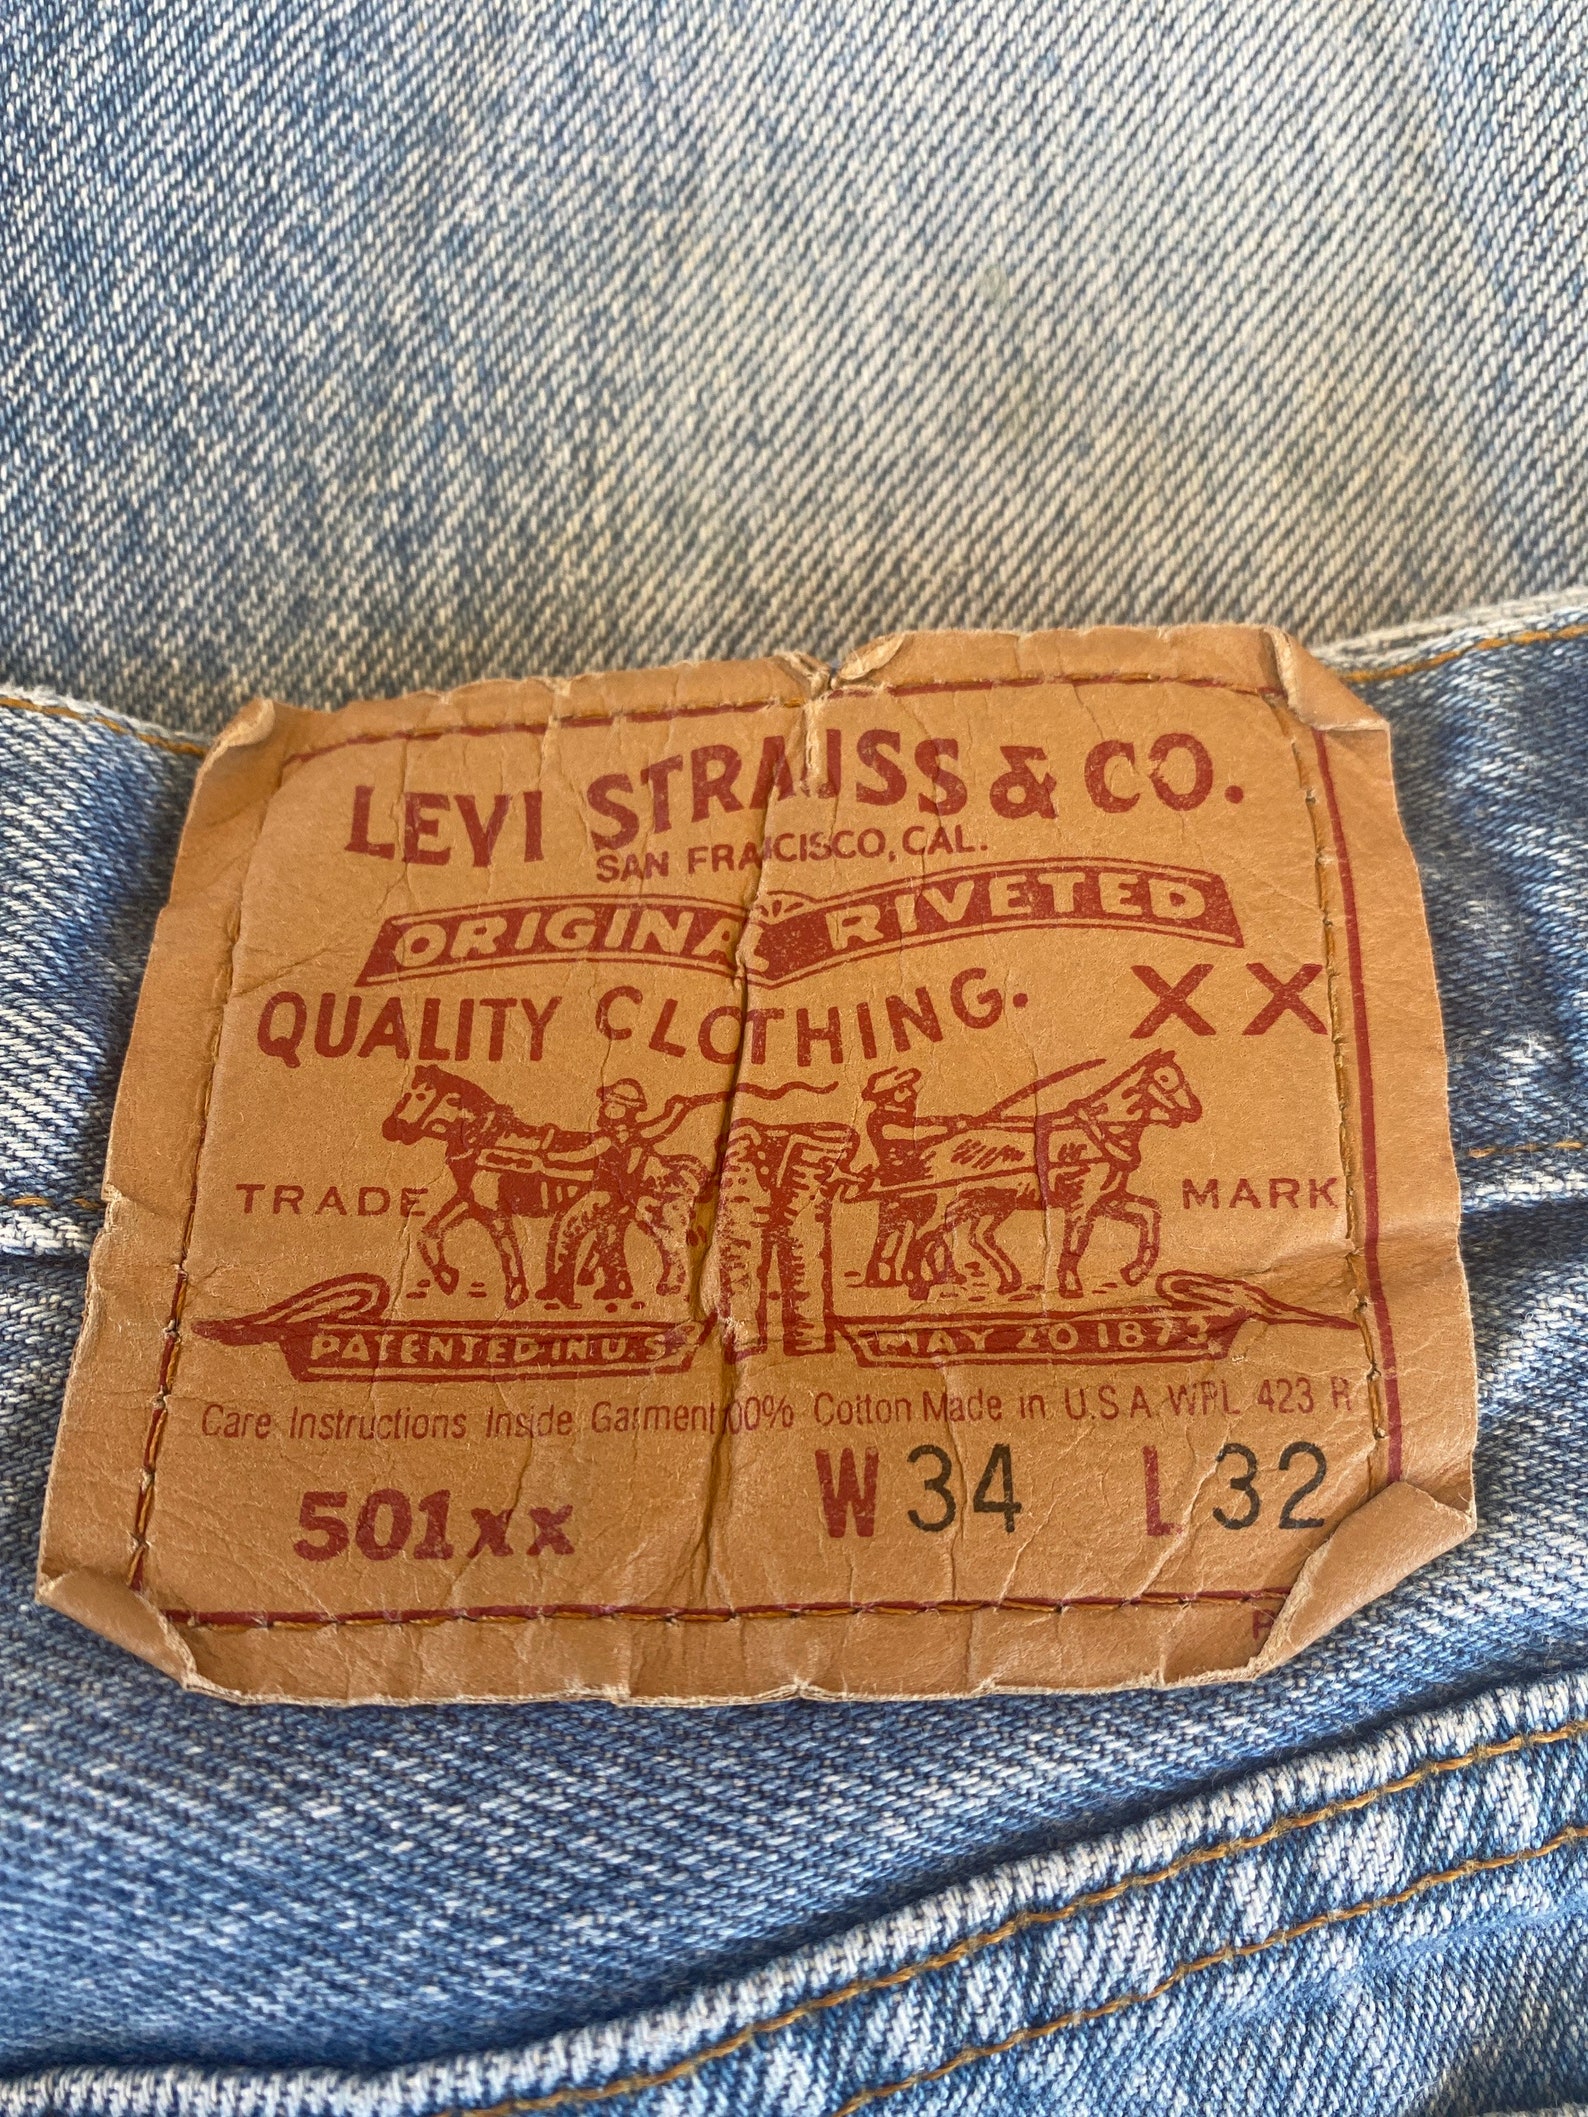 LEVI STRAUSS & CO.
SAN FRANCISCO, CAL.
ORIGINAL RIVETED
QUALITY CLOTHING. XX
TRADE MARK
PATENTED IN U.S. MAY 20 1873
Care Instructions Inside Garment 100% Cotton Made in U.S.A. WPL 423 R
501xx W 34 L 32